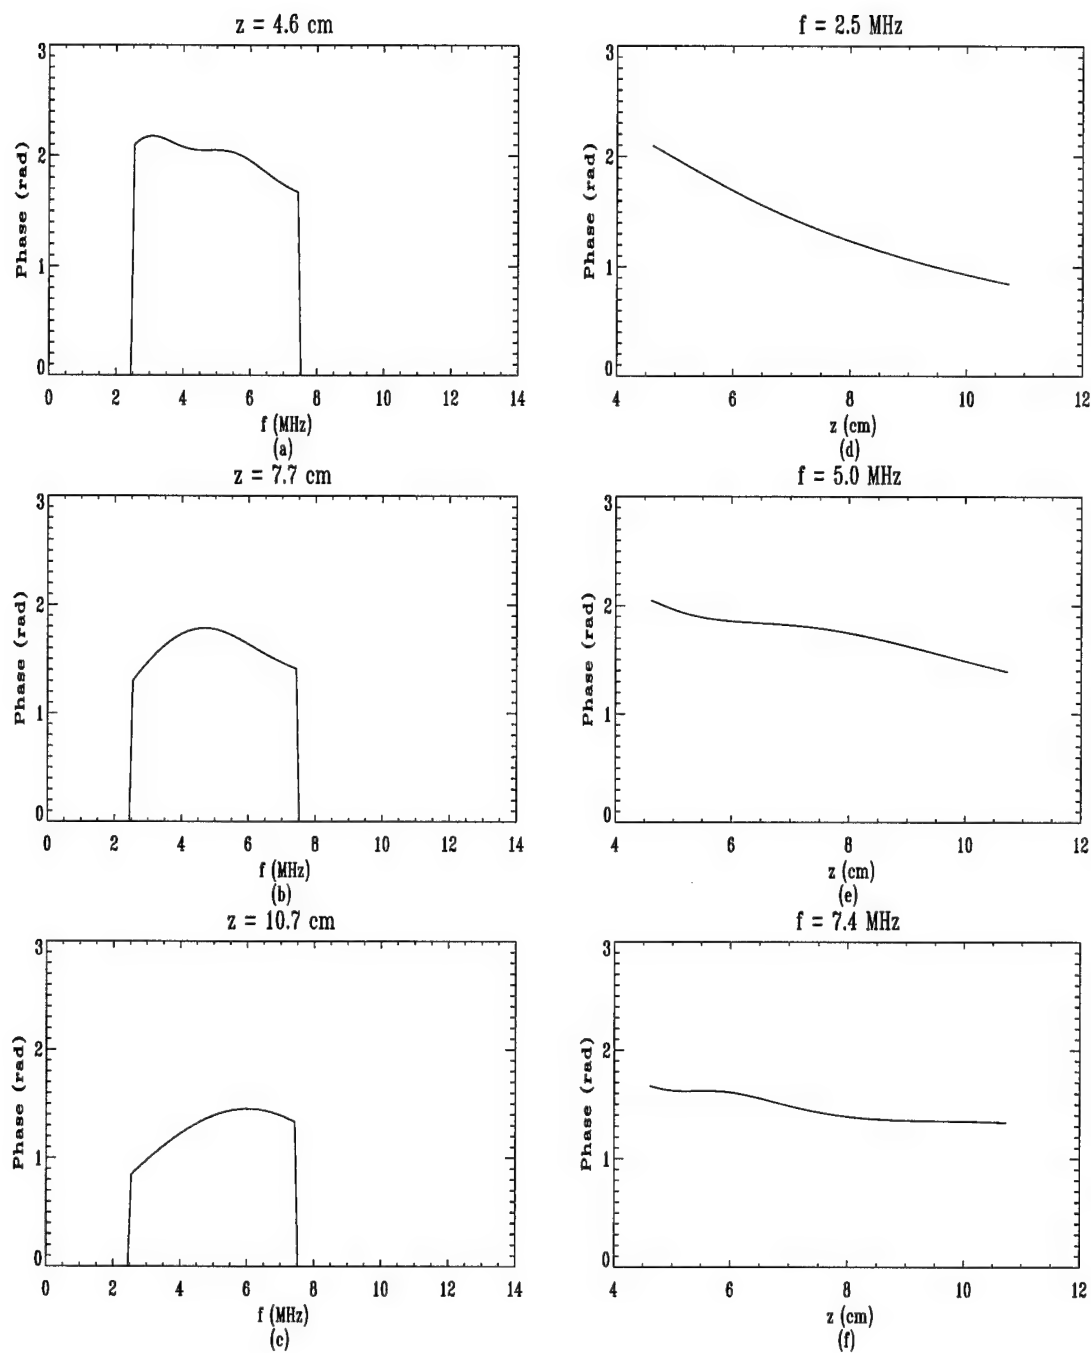 z = 4.6 cm
3
2
1
0
Phase (rad)
0 2 4 6 8 10 12 14
f (MHz)
(a)
z = 7.7 cm
3
2
1
0
Phase (rad)
0 2 4 6 8 10 12 14
f (MHz)
(b)
z = 10.7 cm
3
2
1
0
Phase (rad)
0 2 4 6 8 10 12 14
f (MHz)
(c)
f = 2.5 MHz
3
2
1
0
Phase (rad)
4 6 8 10 12
z (cm)
(d)
f = 5.0 MHz
3
2
1
0
Phase (rad)
4 6 8 10 12
z (cm)
(e)
f = 7.4 MHz
3
2
1
0
Phase (rad)
4 6 8 10 12
z (cm)
(f)